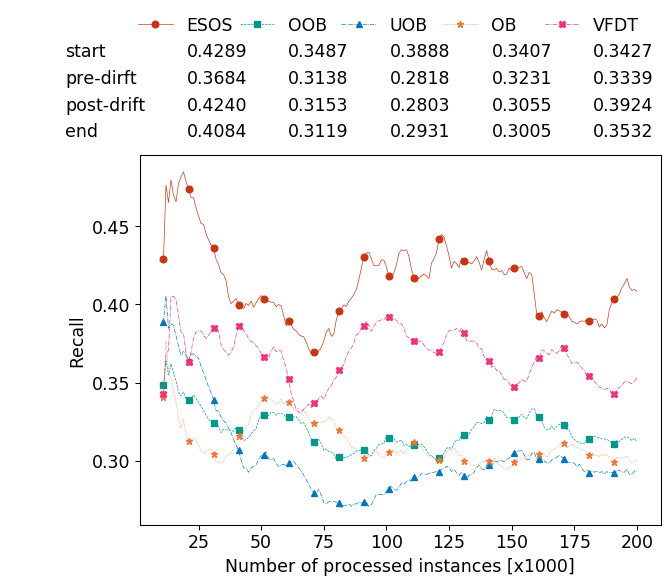 ESOS OOB UOB OB VFDT
start 0.4289 0.3487 0.3888 0.3407 0.3427
pre-dirft 0.3684 0.3138 0.2818 0.3231 0.3339
post-drift 0.4240 0.3153 0.2803 0.3055 0.3924
end 0.4084 0.3119 0.2931 0.3005 0.3532
0.45
0.40
0.35
0.30
Recall
25 50 75 100 125 150 175 200
Number of processed instances [x1000]